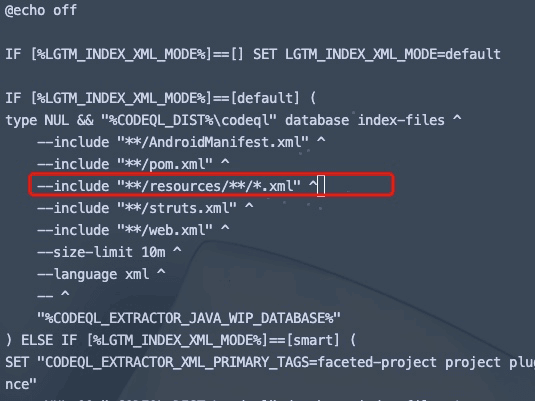 @echo off
IF [%LGTM_INDEX_XML_MODE%]==[] SET LGTM_INDEX_XML_MODE=default
IF [%LGTM_INDEX_XML_MODE%]==[default] (
type NUL && "%CODEQL_DIST%\codeql" database index-files ^
--include "**/AndroidManifest.xml" ^
--include "**/pom.xml" ^
--include "**/resources/**/*.xml" ^
--include "**/struts.xml" ^
--include "**/web.xml" ^
--size-limit 10m ^
--language xml ^
-- ^
"%CODEQL_EXTRACTOR_JAVA_WIP_DATABASE%"
) ELSE IF [%LGTM_INDEX_XML_MODE%]==[smart] (
SET "CODEQL_EXTRACTOR_XML_PRIMARY_TAGS=faceted-project project plu
nce"